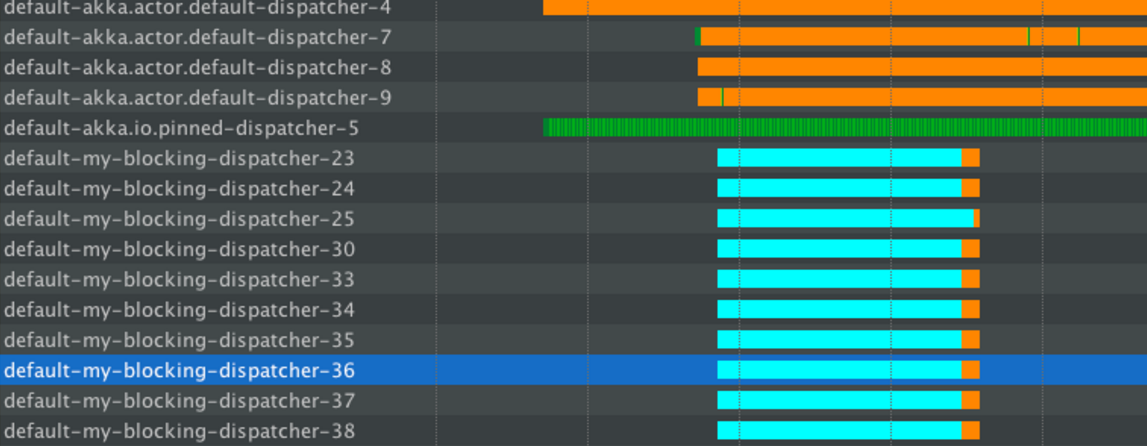 default-akka.actor.default-dispatcher-4
default-akka.actor.default-dispatcher-7
default-akka.actor.default-dispatcher-8
default-akka.actor.default-dispatcher-9
default-akka.io.pinned-dispatcher-5
default-my-blocking-dispatcher-23
default-my-blocking-dispatcher-24
default-my-blocking-dispatcher-25
default-my-blocking-dispatcher-30
default-my-blocking-dispatcher-33
default-my-blocking-dispatcher-34
default-my-blocking-dispatcher-35
default-my-blocking-dispatcher-36
default-my-blocking-dispatcher-37
default-my-blocking-dispatcher-38